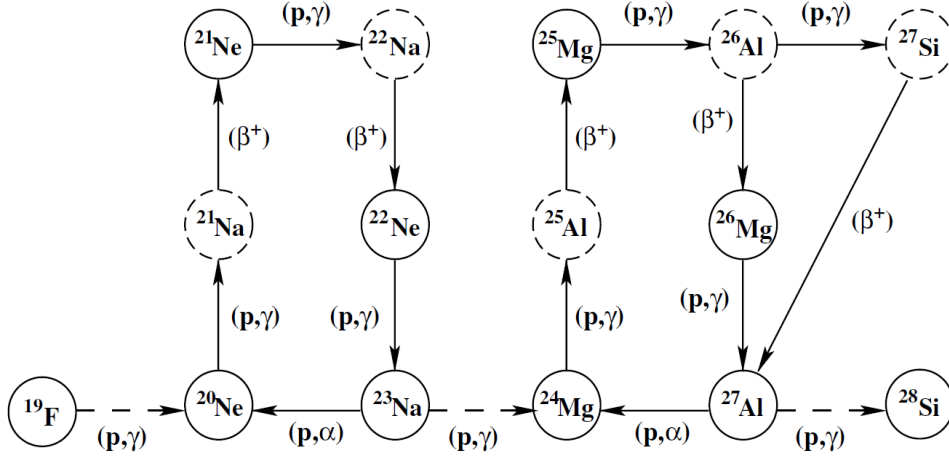 (p,γ) (p,γ) (p,γ)
²¹Ne ²²Na ²⁵Mg ²⁶Al ²⁷Si
(β⁺) (β⁺) (β⁺) (β⁺)
²¹Na ²²Ne ²⁵Al ²⁶Mg (β⁺)
(p,γ) (p,γ) (p,γ) (p,γ)
¹⁹F ²⁰Ne ²³Na ²⁴Mg ²⁷Al ²⁸Si
(p,γ) (p,α) (p,γ) (p,α) (p,γ)